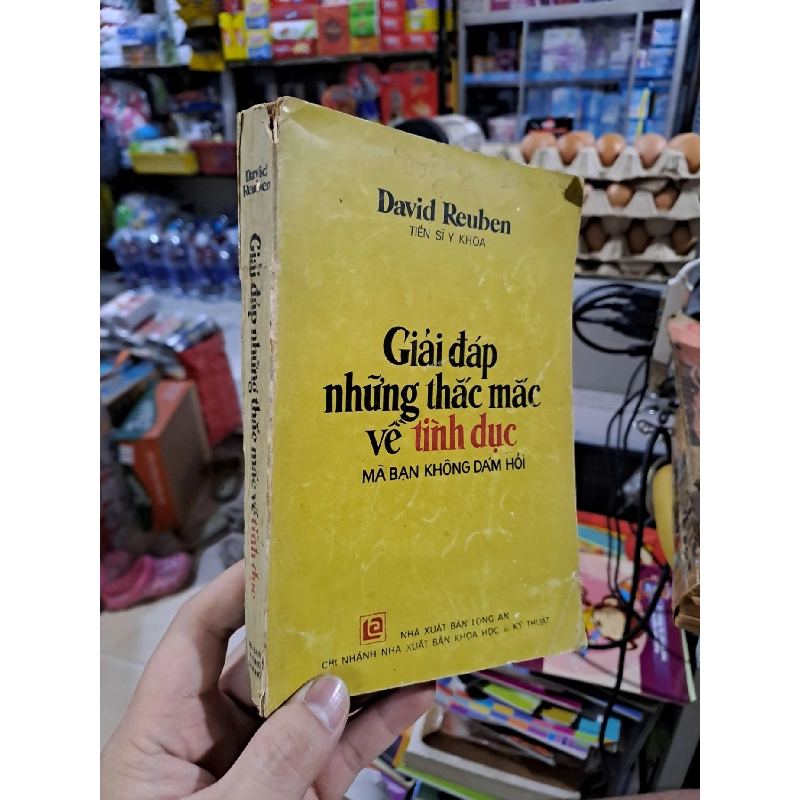 David Reuben
TIẾN SĨ Y KHOA
Giải đáp
những thắc mắc
về tình dục
MÀ BẠN KHÔNG DÁM HỎI
NHÀ XUẤT BẢN LONG AN
CHI NHÁNH NHÀ XUẤT BẢN KHOA HỌC & KỸ THUẬT
David
Reuben
Giải đáp những thắc mắc về tình dục